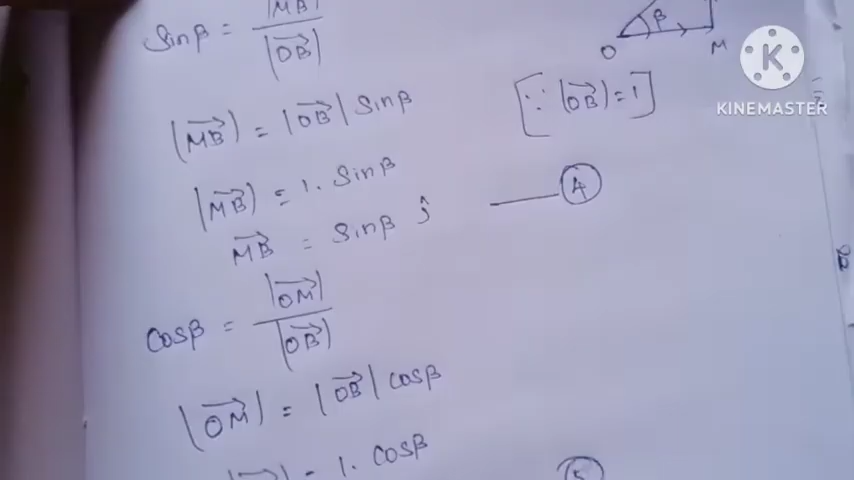 sinβ = |MB| / |OB|
β
O M
KINEMASTER
|MB| = |OB| sinβ [∵ |OB| = 1]
|MB| = 1. sinβ
MB = sinβ ĵ —— 4
cosβ = |OM| / |OB|
|OM| = |OB| cosβ
= 1. cosβ